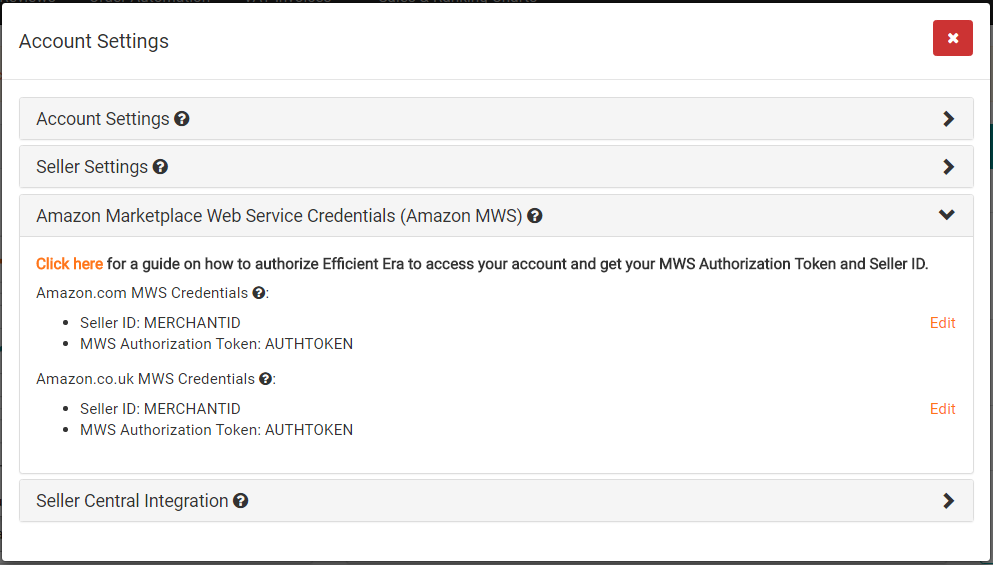 Account Settings
Account Settings
Seller Settings
Amazon Marketplace Web Service Credentials (Amazon MWS)
Click here for a guide on how to authorize Efficient Era to access your account and get your MWS Authorization Token and Seller ID.
Amazon.com MWS Credentials :
Seller ID: MERCHANTID
Edit
MWS Authorization Token: AUTHTOKEN
Amazon.co.uk MWS Credentials :
Seller ID: MERCHANTID
Edit
MWS Authorization Token: AUTHTOKEN
Seller Central Integration